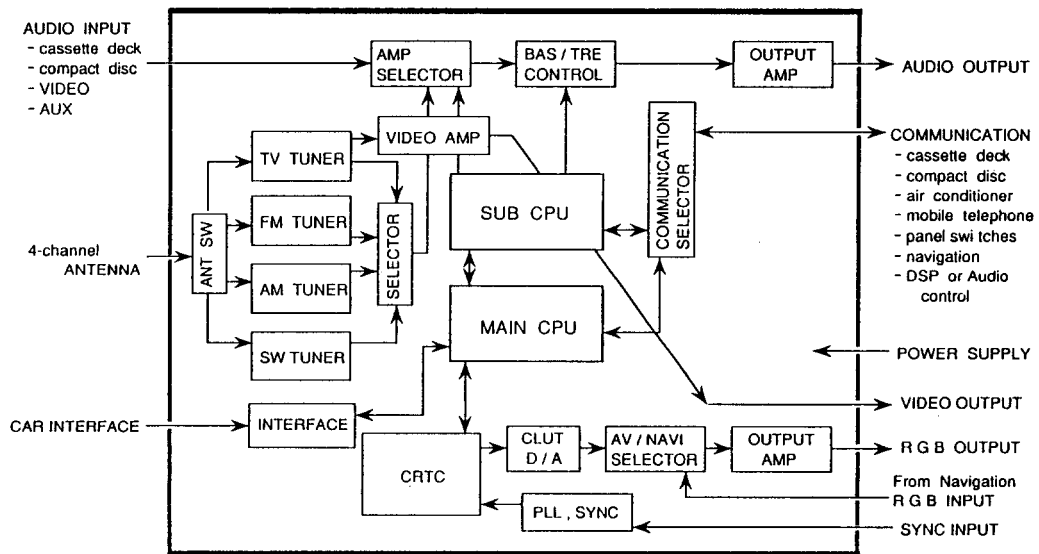 AUDIO INPUT
- cassette deck
- compact disc
- VIDEO
- AUX
4-channel
ANTENNA
CAR INTERFACE
AMP
SELECTOR
BAS / TRE
CONTROL
OUTPUT
AMP
VIDEO AMP
TV TUNER
FM TUNER
AM TUNER
SW TUNER
ANT SW
SELECTOR
SUB CPU
MAIN CPU
COMMUNICATION
SELECTOR
INTERFACE
CRTC
CLUT
D / A
AV / NAVI
SELECTOR
OUTPUT
AMP
PLL , SYNC
AUDIO OUTPUT
COMMUNICATION
- cassette deck
- compact disc
- air conditioner
- mobile telephone
- panel switches
- navigation
- DSP or Audio
control
POWER SUPPLY
VIDEO OUTPUT
R G B OUTPUT
From Navigation
R G B INPUT
SYNC INPUT